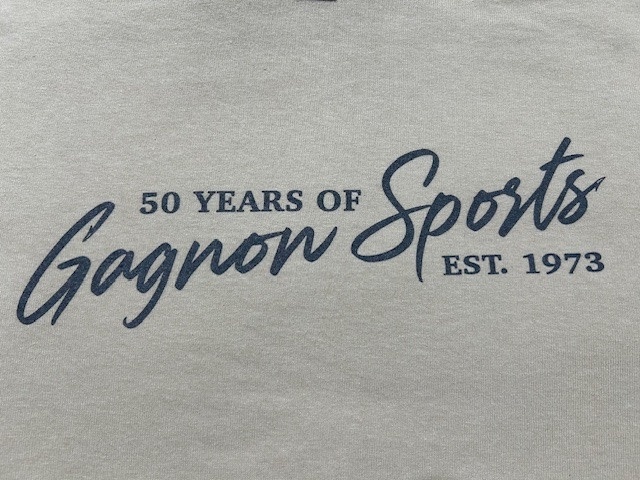 50 YEARS OF
Gagnon Sports
EST. 1973